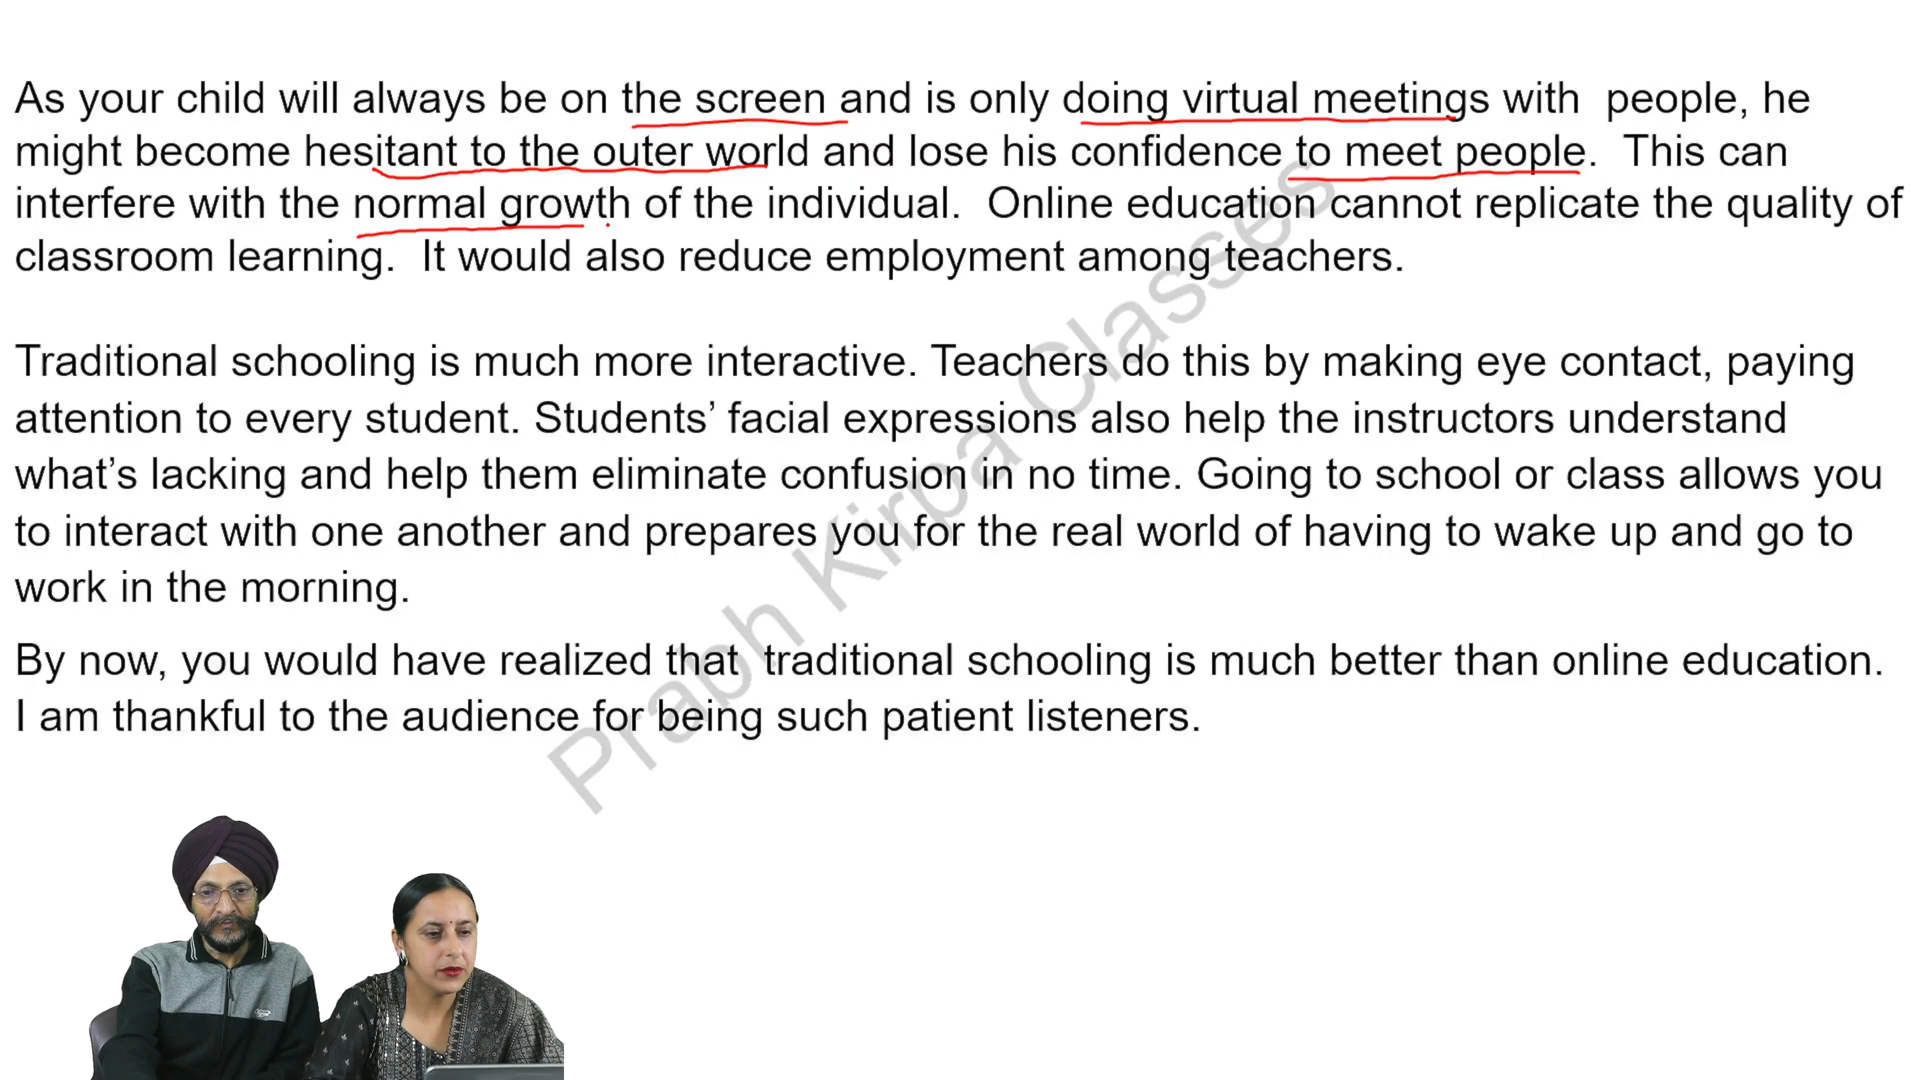 As your child will always be on the screen and is only doing virtual meetings with people, he
might become hesitant to the outer world and lose his confidence to meet people. This can
interfere with the normal growth of the individual. Online education cannot replicate the quality of
classroom learning. It would also reduce employment among teachers.
Traditional schooling is much more interactive. Teachers do this by making eye contact, paying
attention to every student. Students’ facial expressions also help the instructors understand
what’s lacking and help them eliminate confusion in no time. Going to school or class allows you
to interact with one another and prepares you for the real world of having to wake up and go to
work in the morning.
By now, you would have realized that traditional schooling is much better than online education.
I am thankful to the audience for being such patient listeners.
Prabh Kirpa Classes